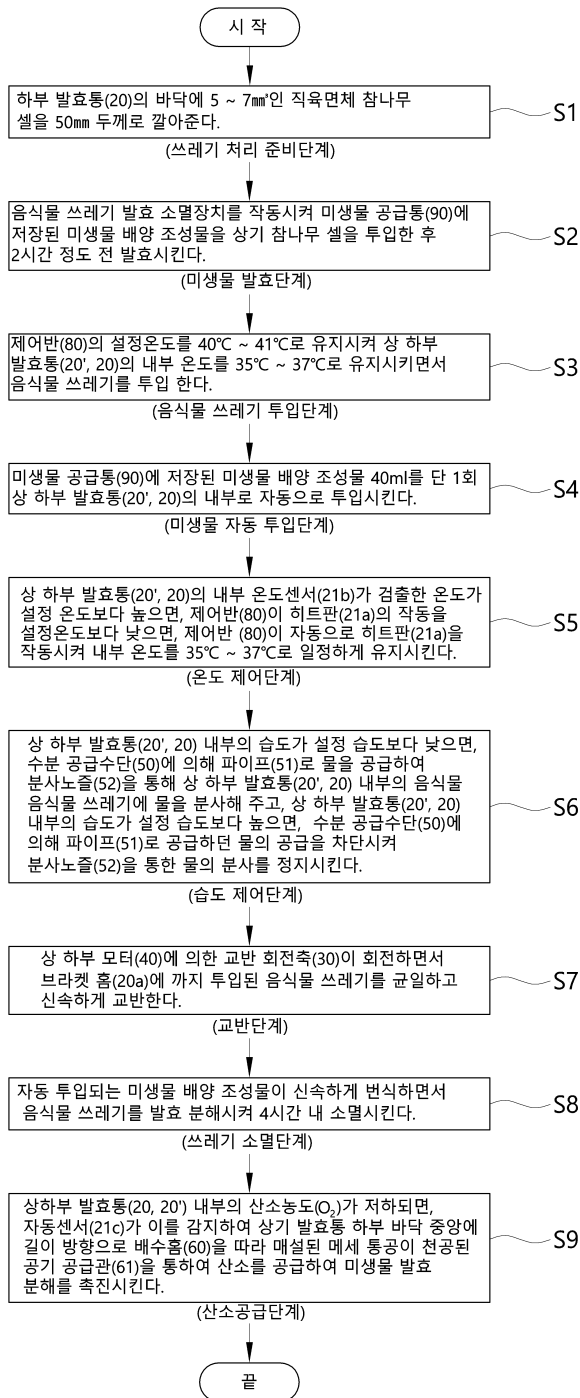 시 작
하부 발효통(20)의 바닥에 5 ~ 7㎣인 직육면체 참나무
셀을 50㎜ 두께로 깔아준다.
S1
(쓰레기 처리 준비단계)
음식물 쓰레기 발효 소멸장치를 작동시켜 미생물 공급통(90)에
저장된 미생물 배양 조성물을 상기 참나무 셀을 투입한 후
2시간 정도 전 발효시킨다.
S2
(미생물 발효단계)
제어반(80)의 설정온도를 40℃ ~ 41℃로 유지시켜 상 하부
발효통(20', 20)의 내부 온도를 35℃ ~ 37℃로 유지시키면서
음식물 쓰레기를 투입 한다.
S3
(음식물 쓰레기 투입단계)
미생물 공급통(90)에 저장된 미생물 배양 조성물 40ml를 단 1회
상 하부 발효통(20', 20)의 내부로 자동으로 투입시킨다.
S4
(미생물 자동 투입단계)
상 하부 발효통(20', 20)의 내부 온도센서(21b)가 검출한 온도가
설정 온도보다 높으면, 제어반(80)이 히트판(21a)의 작동을
설정온도보다 낮으면, 제어반 (80)이 자동으로 히트판(21a)을
작동시켜 내부 온도를 35℃ ~ 37℃로 일정하게 유지시킨다.
S5
(온도 제어단계)
상 하부 발효통(20', 20) 내부의 습도가 설정 습도보다 낮으면,
수분 공급수단(50)에 의해 파이프(51)로 물을 공급하여
분사노즐(52)을 통해 상 하부 발효통(20', 20) 내부의 음식물
음식물 쓰레기에 물을 분사해 주고, 상 하부 발효통(20', 20)
내부의 습도가 설정 습도보다 높으면, 수분 공급수단(50)에
의해 파이프(51)로 공급하던 물의 공급을 차단시켜
분사노즐(52)을 통한 물의 분사를 정지시킨다.
S6
(습도 제어단계)
상 하부 모터(40)에 의한 교반 회전축(30)이 회전하면서
브라켓 홈(20a)에 까지 투입된 음식물 쓰레기를 균일하고
신속하게 교반한다.
S7
(교반단계)
자동 투입되는 미생물 배양 조성물이 신속하게 번식하면서
음식물 쓰레기를 발효 분해시켜 4시간 내 소멸시킨다.
S8
(쓰레기 소멸단계)
상하부 발효통(20, 20') 내부의 산소농도(O₂)가 저하되면,
자동센서(21c)가 이를 감지하여 상기 발효통 하부 바닥 중앙에
길이 방향으로 배수홈(60)을 따라 매설된 메세 통공이 천공된
공기 공급관(61)을 통하여 산소를 공급하여 미생물 발효
분해를 촉진시킨다.
S9
(산소공급단계)
끝